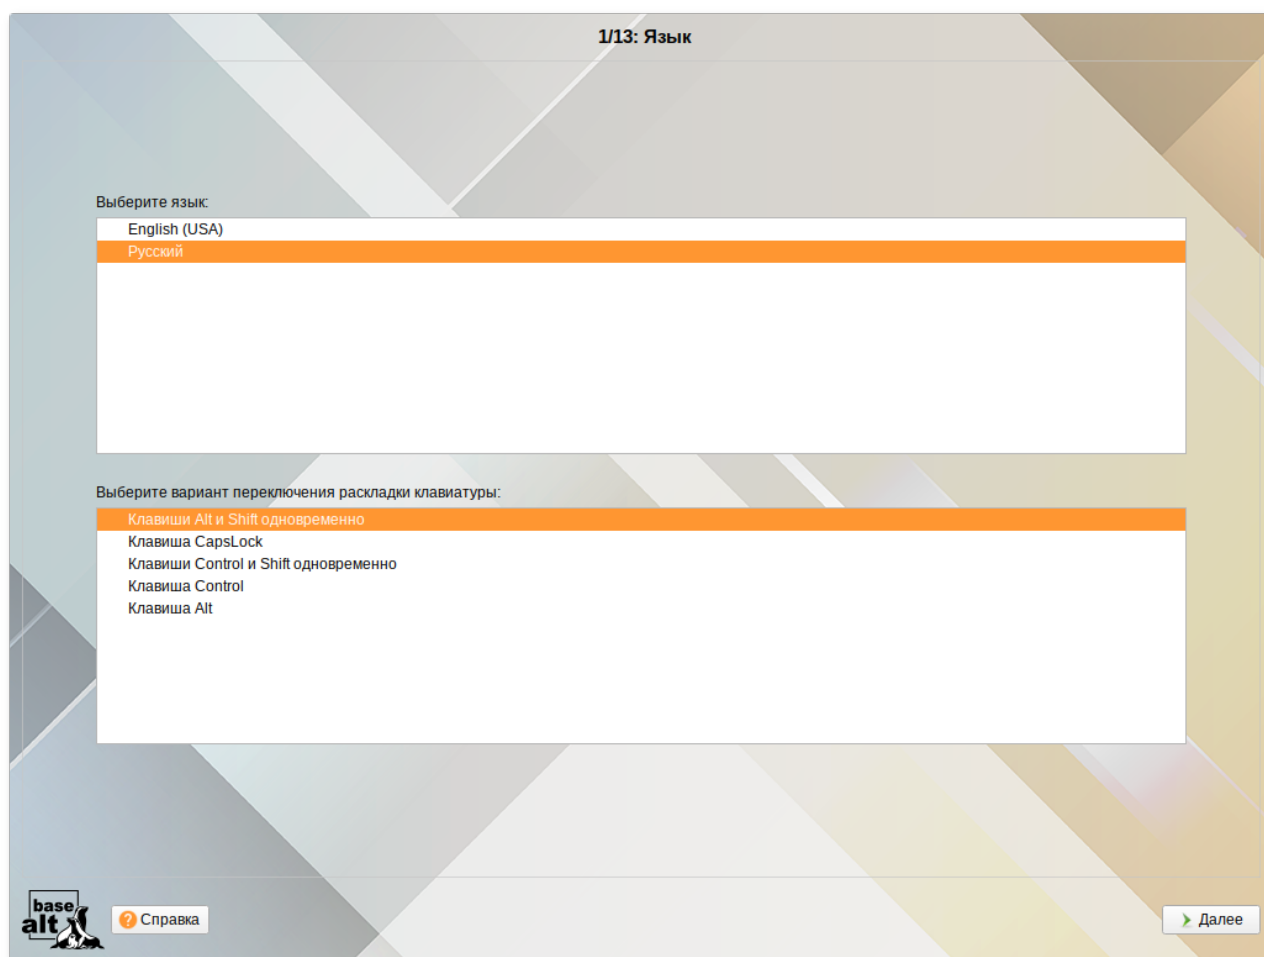 1/13: Язык
Выберите язык:
English (USA)
Русский
Выберите вариант переключения раскладки клавиатуры:
Клавиши Alt и Shift одновременно
Клавиша CapsLock
Клавиши Control и Shift одновременно
Клавиша Control
Клавиша Alt
base
alt
Справка
Далее